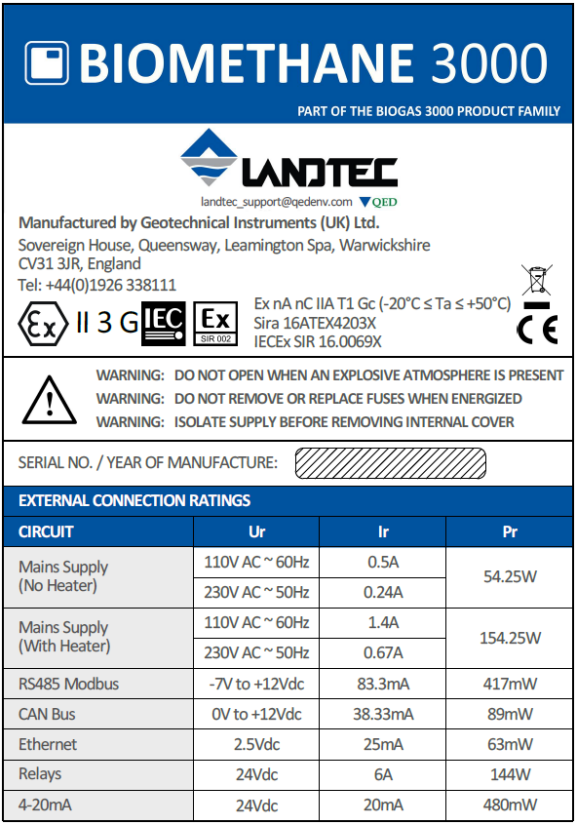 BIOMETHANE 3000
PART OF THE BIOGAS 3000 PRODUCT FAMILY
LANDTEC
landtec_support@qedenv.com QED
Manufactured by Geotechnical Instruments (UK) Ltd.
Sovereign House, Queensway, Leamington Spa, Warwickshire
CV31 3JR, England
Tel: +44(0)1926 338111
Ex II 3 G IEC Ex SIR 002
Ex nA nC IIA T1 Gc (-20°C ≤ Ta ≤ +50°C)
Sira 16ATEX4203X
IECEx SIR 16.0069X
CE
WARNING: DO NOT OPEN WHEN AN EXPLOSIVE ATMOSPHERE IS PRESENT
WARNING: DO NOT REMOVE OR REPLACE FUSES WHEN ENERGIZED
WARNING: ISOLATE SUPPLY BEFORE REMOVING INTERNAL COVER
SERIAL NO. / YEAR OF MANUFACTURE:
EXTERNAL CONNECTION RATINGS
CIRCUIT Ur Ir Pr
Mains Supply (No Heater) 110V AC ~ 60Hz 0.5A 54.25W
230V AC ~ 50Hz 0.24A
Mains Supply (With Heater) 110V AC ~ 60Hz 1.4A 154.25W
230V AC ~ 50Hz 0.67A
RS485 Modbus -7V to +12Vdc 83.3mA 417mW
CAN Bus 0V to +12Vdc 38.33mA 89mW
Ethernet 2.5Vdc 25mA 63mW
Relays 24Vdc 6A 144W
4-20mA 24Vdc 20mA 480mW